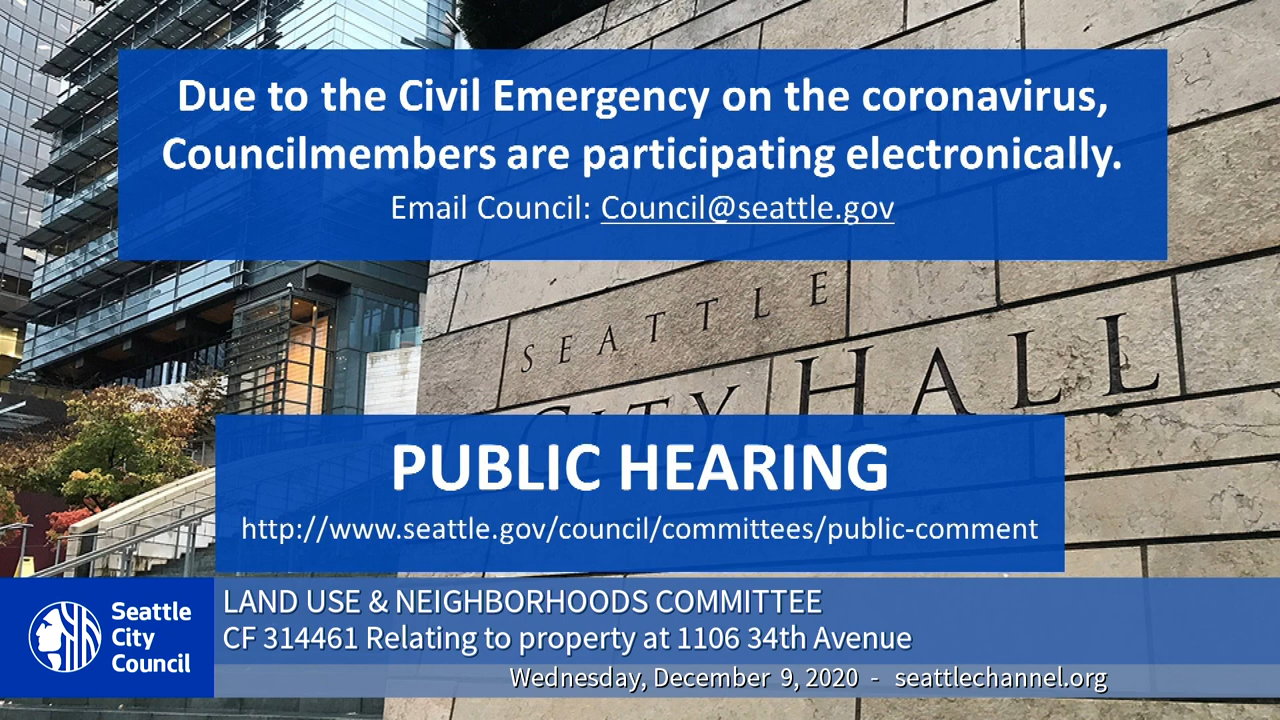 Due to the Civil Emergency on the coronavirus,
Councilmembers are participating electronically.
Email Council: Council@seattle.gov
SEATTLE
CITY HALL
PUBLIC HEARING
http://www.seattle.gov/council/committees/public-comment
Seattle
City
Council
LAND USE & NEIGHBORHOODS COMMITTEE
CF 314461 Relating to property at 1106 34th Avenue
Wednesday, December 9, 2020 - seattlechannel.org